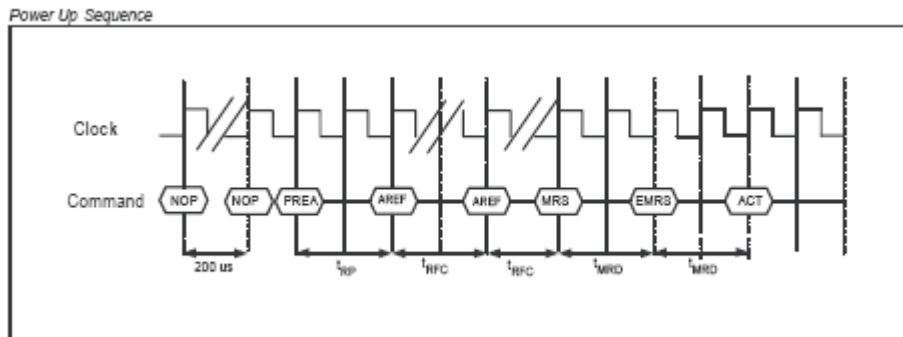 Power Up Sequence
Clock
Command NOP NOP PREA AREF AREF MRS EMRS ACT
200 us tRP tRFC tRFC tMRD tMRD